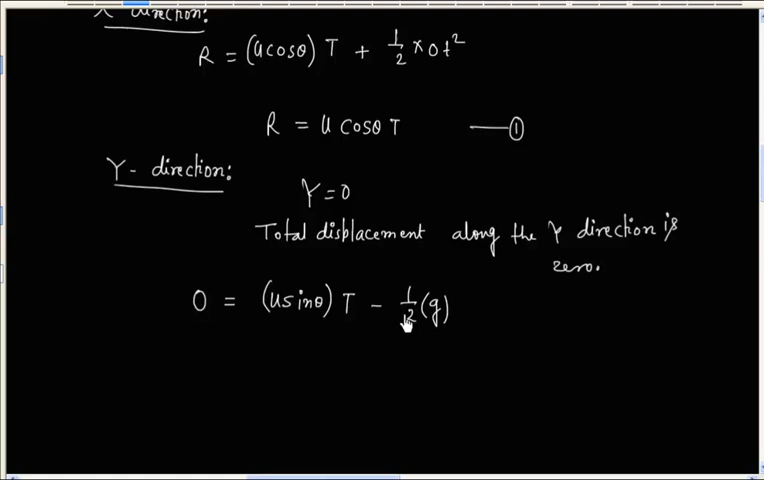 X direction:
R = (u cosθ) T + 1/2 × 0 t²
R = u cosθ T —— ①
Y - direction:
Y = 0
Total displacement along the Y direction is
zero.
0 = (u sinθ) T - 1/2 (g)